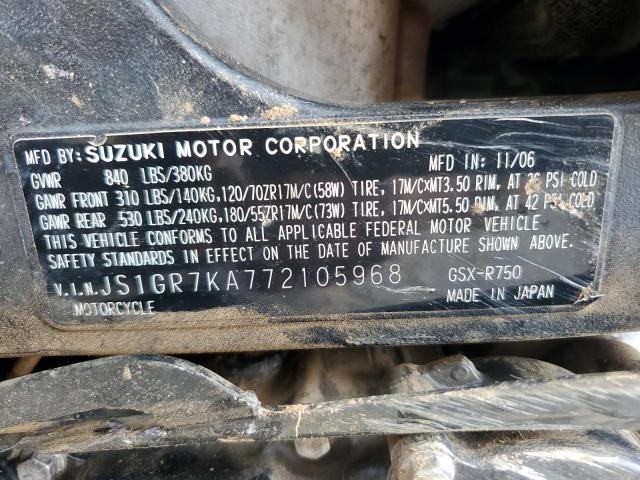 MFD BY: SUZUKI MOTOR CORPORATION MFD IN: 11/06
GVWR 840 LBS/380KG
GAWR FRONT 310 LBS/140KG,120/70ZR17M/C(58W) TIRE, 17M/CXMT3.50 RIM, AT 36 PSI COLD
GAWR REAR 530 LBS/240KG,180/55ZR17M/C(73W) TIRE, 17M/CXMT5.50 RIM, AT 42 PSI COLD
THIS VEHICLE CONFORMS TO ALL APPLICABLE FEDERAL MOTOR VEHICLE
SAFETY STANDARDS IN EFFECT ON THE DATE OF MANUFACTURE SHOWN ABOVE.
V.I.N. JS1GR7KA772105968 GSX-R750
MOTORCYCLE MADE IN JAPAN